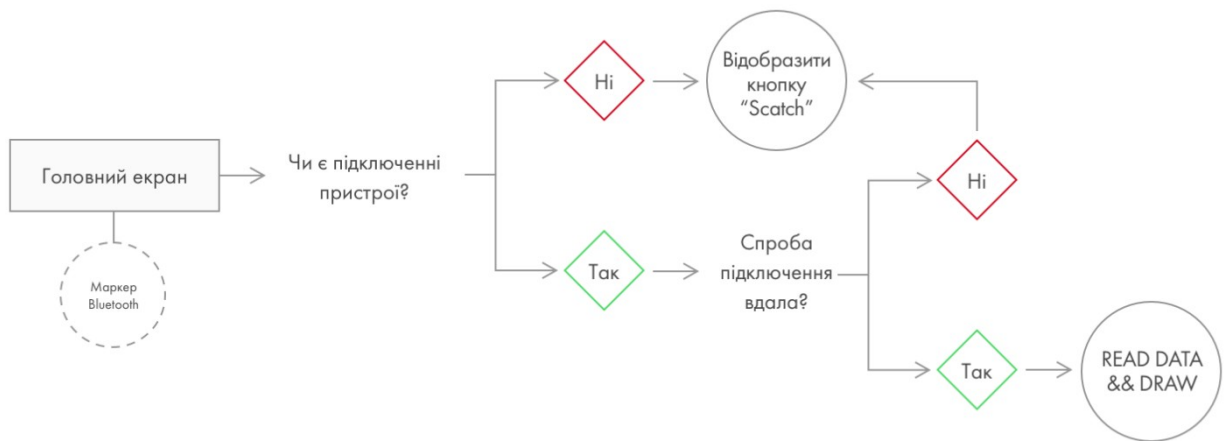 Головний екран
Маркер
Bluetooth
Чи є підключенні
пристрої?
Ні
Відобразити
кнопку
“Scatch”
Так
Спроба
підключення
вдала?
Ні
Так
READ DATA
&& DRAW